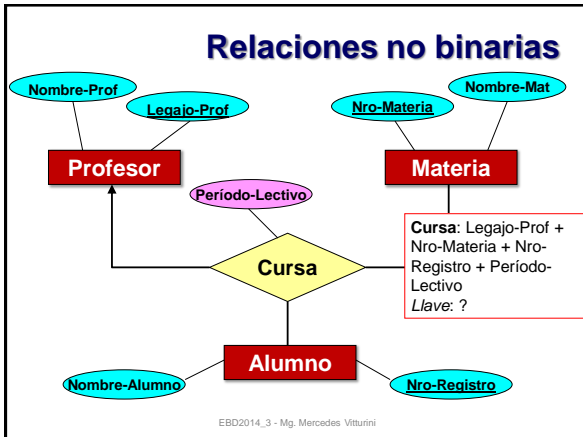 Relaciones no binarias
Nombre-Prof
Legajo-Prof
Nro-Materia
Nombre-Mat
Profesor
Materia
Período-Lectivo
Cursa
Cursa: Legajo-Prof +
Nro-Materia + Nro-
Registro + Período-
Lectivo
Llave: ?
Alumno
Nombre-Alumno
Nro-Registro
EBD2014_3 - Mg. Mercedes Vitturini